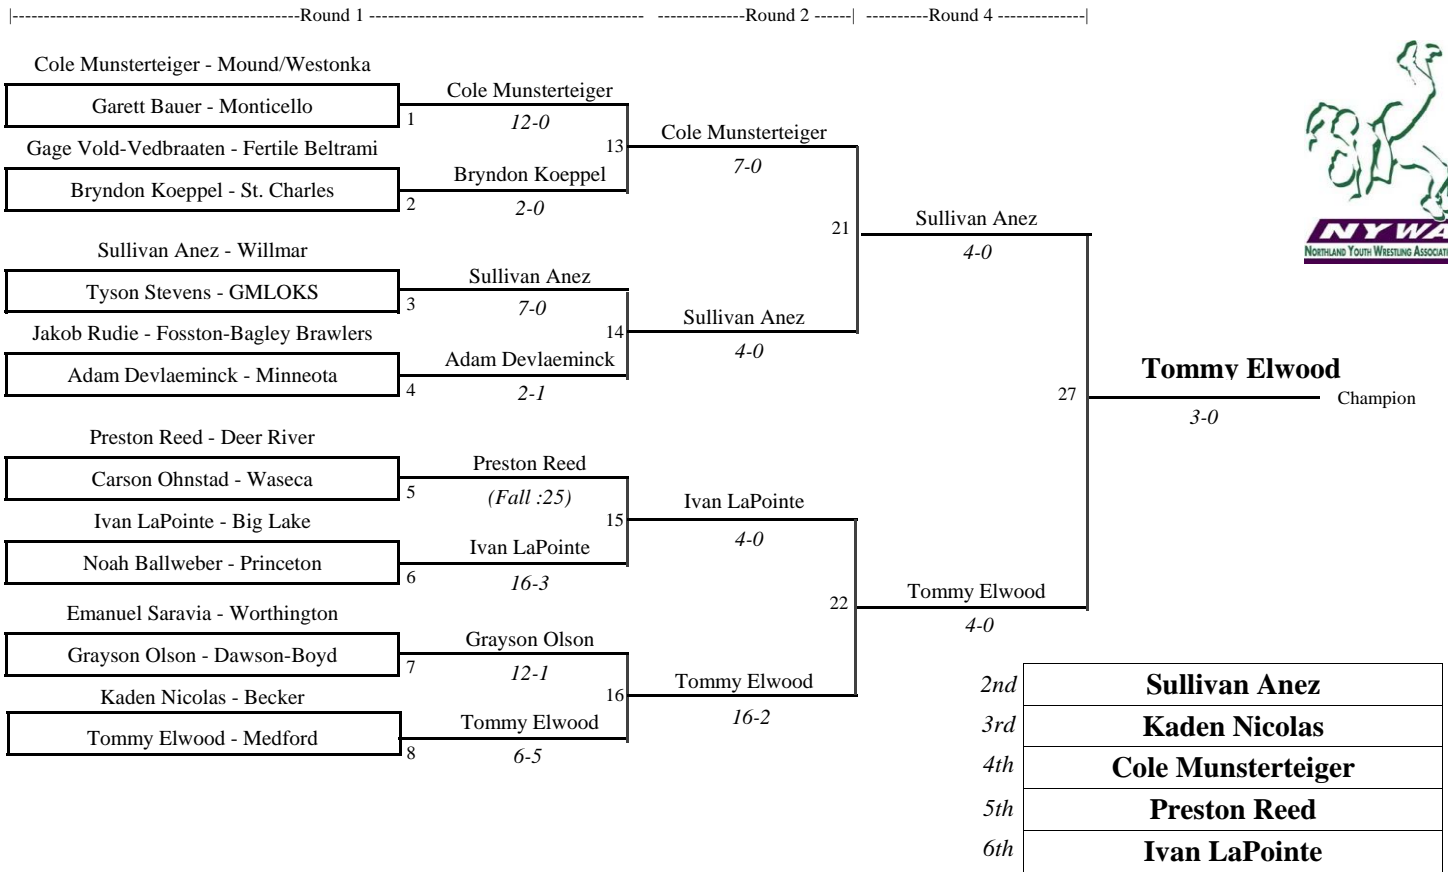 |--------------------------------------------Round 1 ------------------------------------------ -------------Round 2 ------| ----------Round 4 -------------|
Cole Munsterteiger - Mound/Westonka
Garett Bauer - Monticello
1
Gage Vold-Vedbraaten - Fertile Beltrami
Bryndon Koeppel - St. Charles
2
Sullivan Anez - Willmar
Tyson Stevens - GMLOKS
3
Jakob Rudie - Fosston-Bagley Brawlers
Adam Devlaeminck - Minneota
4
Preston Reed - Deer River
Carson Ohnstad - Waseca
5
Ivan LaPointe - Big Lake
Noah Ballweber - Princeton
6
Emanuel Saravia - Worthington
Grayson Olson - Dawson-Boyd
7
Kaden Nicolas - Becker
Tommy Elwood - Medford
8
Cole Munsterteiger
12-0
13
Bryndon Koeppel
2-0
Sullivan Anez
7-0
14
Adam Devlaeminck
2-1
Preston Reed
(Fall :25)
15
Ivan LaPointe
16-3
Grayson Olson
12-1
16
Tommy Elwood
6-5
Cole Munsterteiger
7-0
21
Sullivan Anez
4-0
Ivan LaPointe
4-0
22
Tommy Elwood
16-2
Sullivan Anez
4-0
27
Tommy Elwood
4-0
Tommy Elwood
Champion
3-0
NYWA
NORTHLAND YOUTH WRESTLING ASSOCIAT
2nd Sullivan Anez
3rd Kaden Nicolas
4th Cole Munsterteiger
5th Preston Reed
6th Ivan LaPointe